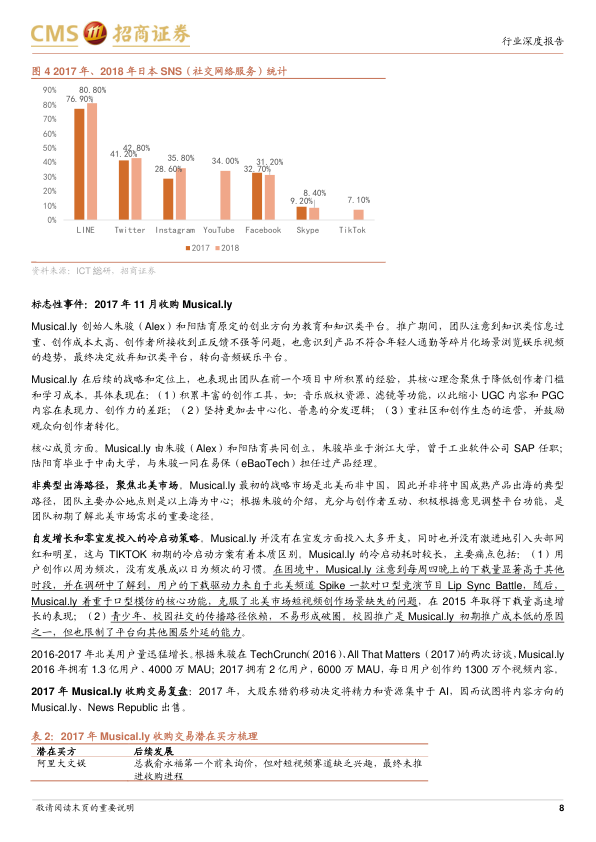 CMS 招商证券
行业深度报告
图 4 2017 年、2018 年日本 SNS（社交网络服务）统计
90%
80%
70%
60%
50%
40%
30%
20%
10%
0%
76.90%
80.80%
41.20%
42.80%
28.60%
35.80%
34.00%
32.70%
31.20%
9.20%
8.40%
7.10%
LINE Twitter Instagram YouTube Facebook Skype TikTok
2017 2018
资料来源：ICT 総研，招商证券
标志性事件：2017 年 11 月收购 Musical.ly
Musical.ly 创始人朱骏（Alex）和阳陆育原定的创业方向为教育和知识类平台。推广期间，团队注意到知识类信息过
重、创作成本太高、创作者所接收到正反馈不强等问题，也意识到产品不符合年轻人通勤等碎片化场景浏览娱乐视频
的趋势，最终决定放弃知识类平台，转向音频娱乐平台。
Musical.ly 在后续的战略和定位上，也表现出团队在前一个项目中所积累的经验，其核心理念聚焦于降低创作者门槛
和学习成本。具体表现在：（1）积累丰富的创作工具，如：音乐版权资源、滤镜等功能，以此缩小 UGC 内容和 PGC
内容在表现力、创作力的差距；（2）坚持更加去中心化、普惠的分发逻辑；（3）重社区和创作生态的运营，并鼓励
观众向创作者转化。
核心成员方面。Musical.ly 由朱骏（Alex）和阳陆育共同创立，朱骏毕业于浙江大学，曾于工业软件公司 SAP 任职；
陆阳育毕业于中南大学，与朱骏一同在易保（eBaoTech）担任过产品经理。
非典型出海路径，聚焦北美市场。Musical.ly 最初的战略市场是北美而非中国，因此并非将中国成熟产品出海的典型
路径，团队主要办公地点则是以上海为中心；根据朱骏的介绍，充分与创作者互动、积极根据意见调整平台功能，是
团队初期了解北美市场需求的重要途径。
自发增长和零宣发投入的冷启动策略。Musical.ly 并没有在宣发方面投入太多开支，同时也并没有激进地引入头部网
红和明星，这与 TIKTOK 初期的冷启动方案有着本质区别。Musical.ly 的冷启动耗时较长，主要痛点包括：（1）用
户创作以周为频次，没有发展成以日为频次的习惯。在困境中，Musical.ly 注意到每周四晚上的下载量显著高于其他
时段，并在调研中了解到、用户的下载驱动力来自于北美频道 Spike 一款对口型竞演节目 Lip Sync Battle，随后，
Musical.ly 着重于口型模仿的核心功能，克服了北美市场短视频创作场景缺失的问题，在 2015 年取得下载量高速增
长的表现；（2）青少年、校园社交的传播路径依赖，不易形成破圈。校园推广是 Musical.ly 初期推广成本低的原因
之一，但也限制了平台向其他圈层外延的能力。
2016-2017 年北美用户量迅猛增长。根据朱骏在 TechCrunch（2016）、All That Matters（2017）的两次访谈，Musical.ly
2016 年拥有 1.3 亿用户、4000 万 MAU；2017 拥有 2 亿用户，6000 万 MAU，每日用户创作约 1300 万个视频内容。
2017 年 Musical.ly 收购交易复盘：2017 年，大股东猎豹移动决定将精力和资源集中于 AI，因而试图将内容方向的
Musical.ly、News Republic 出售。
表 2：2017 年 Musical.ly 收购交易潜在买方梳理
潜在买方 后续发展
阿里大文娱 总裁俞永福第一个前来询价，但对短视频赛道缺乏兴趣，最终未推
进收购进程
敬请阅读末页的重要说明 8